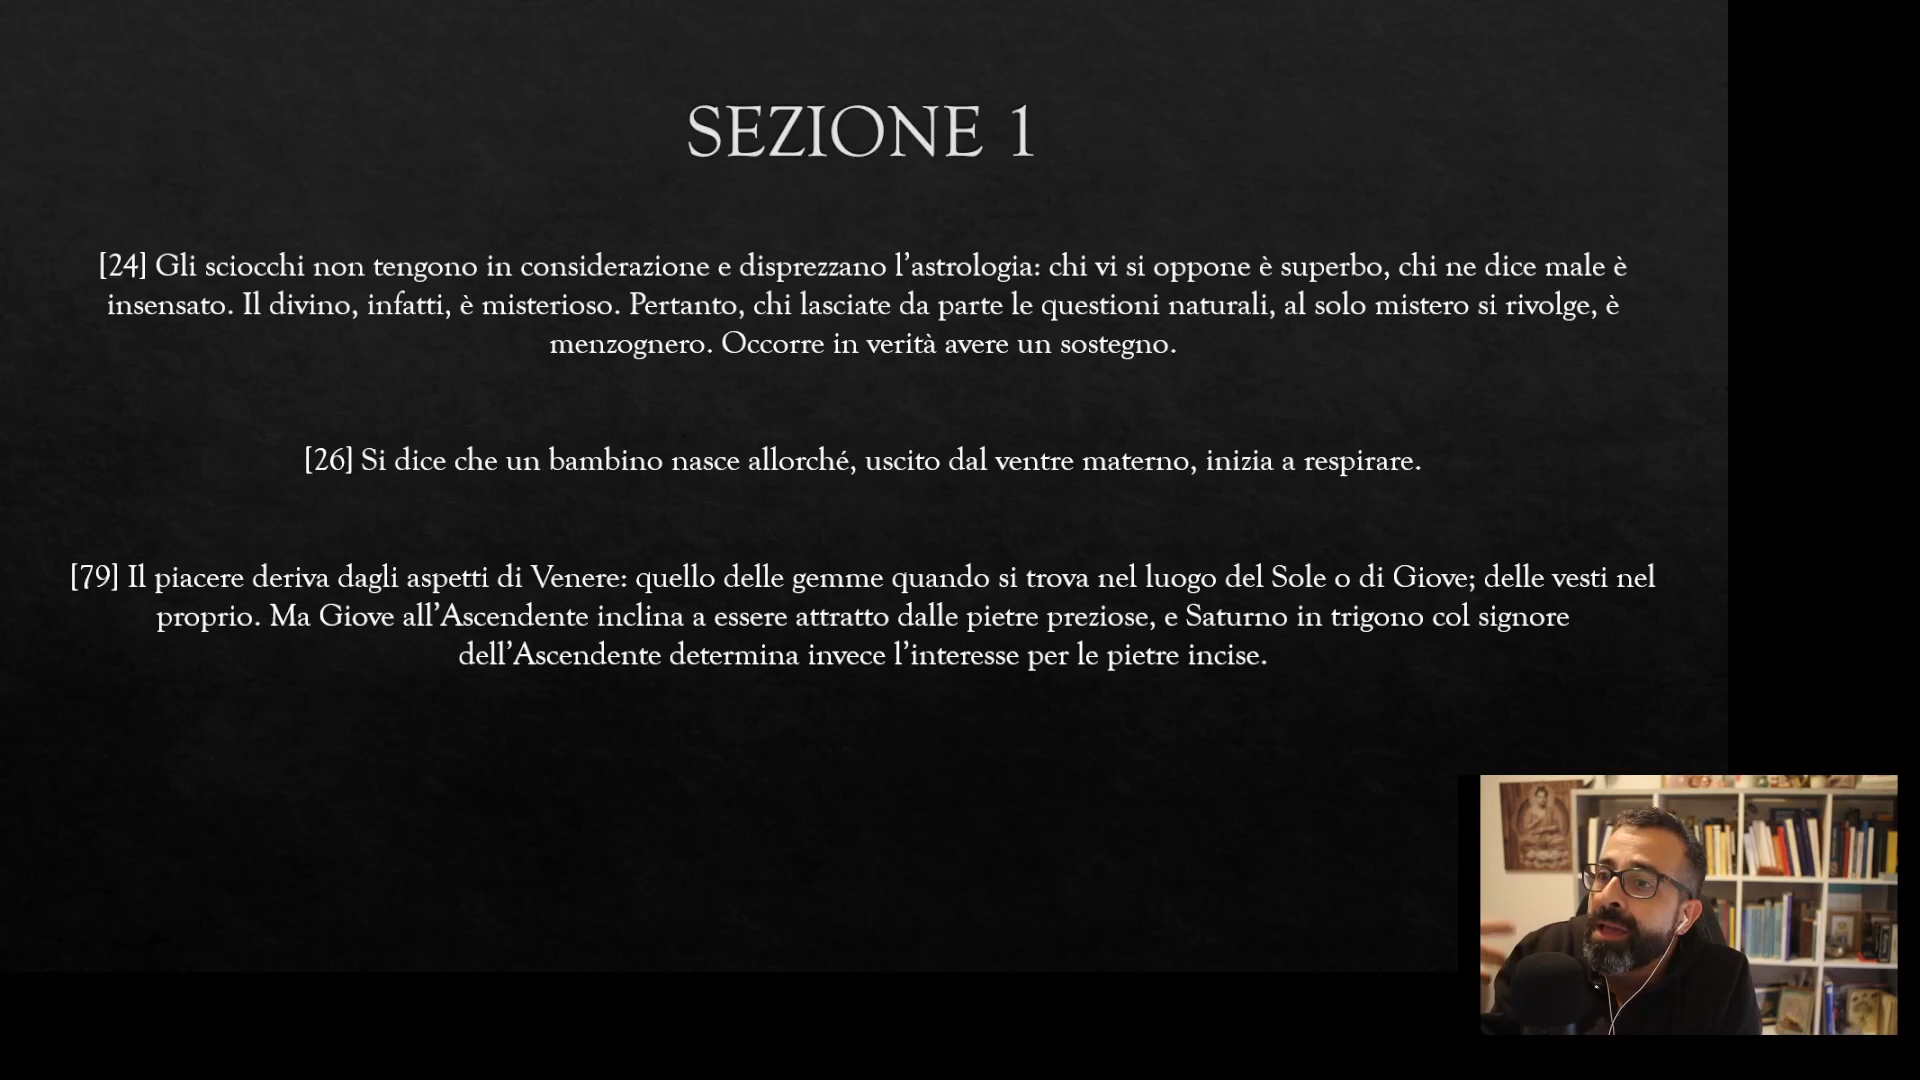 SEZIONE 1
[24] Gli sciocchi non tengono in considerazione e disprezzano l’astrologia: chi vi si oppone è superbo, chi ne dice male è
insensato. Il divino, infatti, è misterioso. Pertanto, chi lasciate da parte le questioni naturali, al solo mistero si rivolge, è
menzognero. Occorre in verità avere un sostegno.
[26] Si dice che un bambino nasce allorché, uscito dal ventre materno, inizia a respirare.
[79] Il piacere deriva dagli aspetti di Venere: quello delle gemme quando si trova nel luogo del Sole o di Giove; delle vesti nel
proprio. Ma Giove all’Ascendente inclina a essere attratto dalle pietre preziose, e Saturno in trigono col signore
dell’Ascendente determina invece l’interesse per le pietre incise.